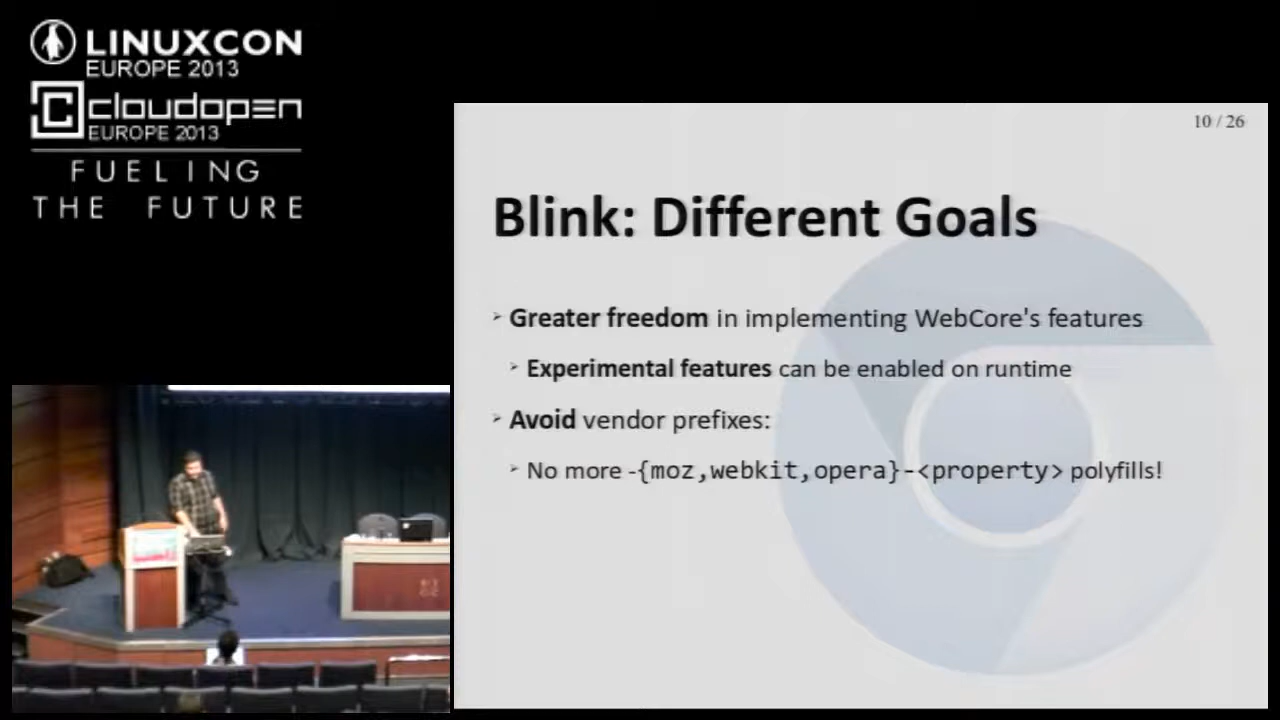 LINUXCON
EUROPE 2013
cloudopen
EUROPE 2013
FUELING
THE FUTURE
10 / 26
Blink: Different Goals
Greater freedom in implementing WebCore's features
Experimental features can be enabled on runtime
Avoid vendor prefixes:
No more -{moz,webkit,opera}-<property> polyfills!